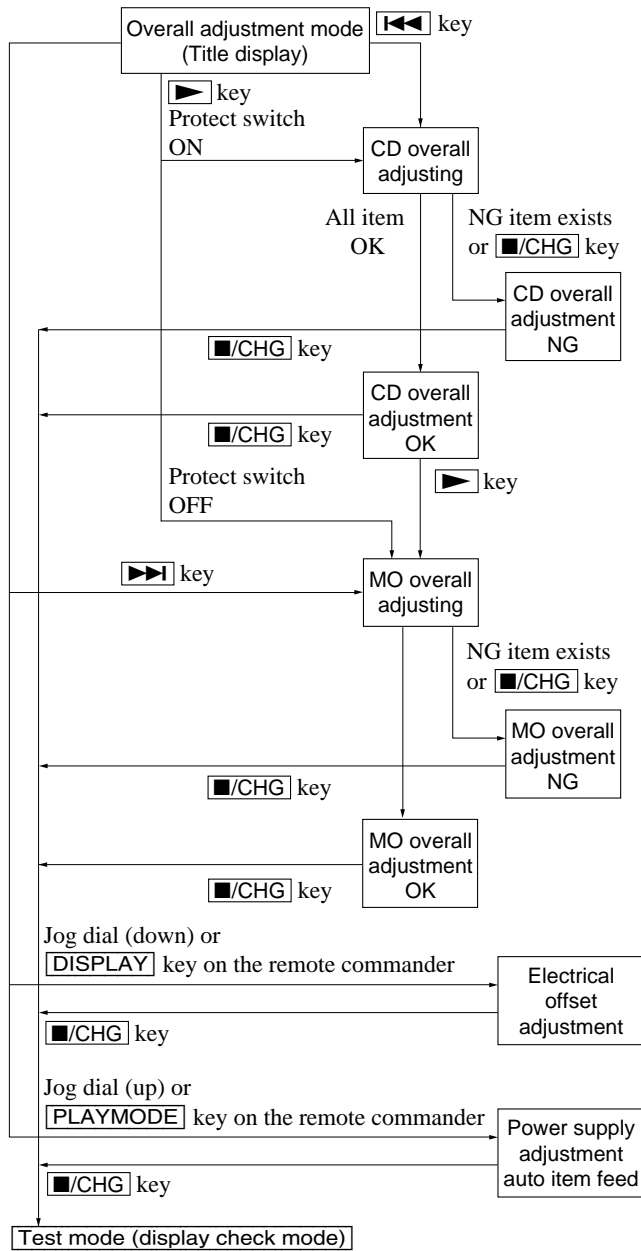 Overall adjustment mode
(Title display)
⏮ key
▶ key
Protect switch
ON
CD overall
adjusting
All item
OK
NG item exists
or ■/CHG key
CD overall
adjustment
NG
■/CHG key
CD overall
adjustment
OK
■/CHG key
Protect switch
OFF
▶ key
⏭ key
MO overall
adjusting
NG item exists
or ■/CHG key
MO overall
adjustment
NG
■/CHG key
MO overall
adjustment
OK
■/CHG key
Jog dial (down) or
DISPLAY key on the remote commander
Electrical
offset
adjustment
■/CHG key
Jog dial (up) or
PLAYMODE key on the remote commander
Power supply
adjustment
auto item feed
■/CHG key
Test mode (display check mode)